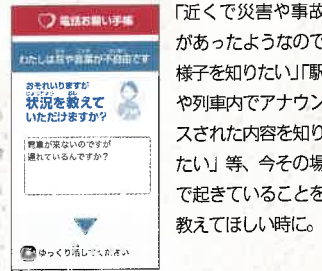 電話お願い手帳
わたしは耳や言葉が不自由です
おそれいりますが
状況を教えて
いただけますか?
電車が来ないのですが
遅れているんですか?
ゆっくり話してください
「近くで災害や事故
があったようなので
様子を知りたい」「駅
や列車内でアナウン
スされた内容を知り
たい」等、今その場
で起きていることを
教えてほしい時に。